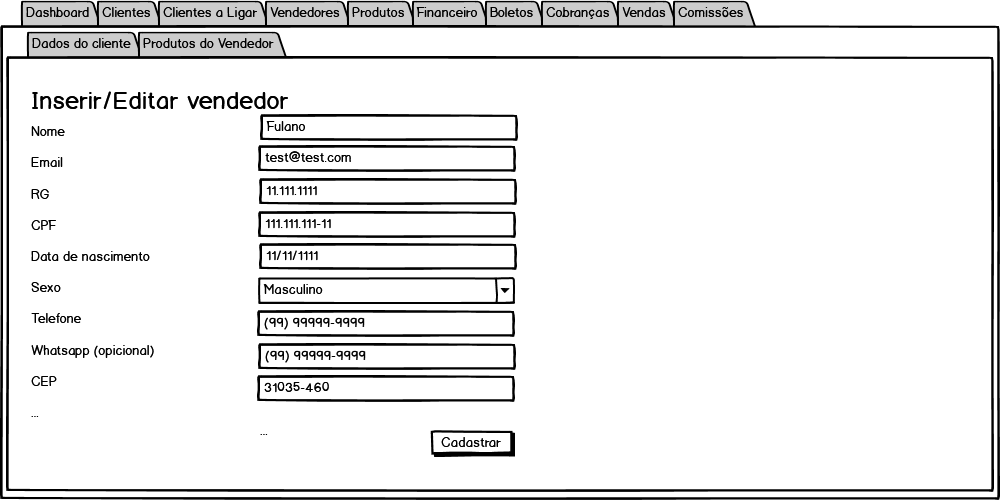 Dashboard Clientes Clientes a Ligar Vendedores Produtos Financeiro Boletos Cobranças Vendas Comissões
Dados do cliente Produtos do Vendedor
Inserir/Editar vendedor
Nome Fulano
Email test@test.com
RG 11.111.1111
CPF 111.111.111-11
Data de nascimento 11/11/1111
Sexo Masculino
Telefone (99) 99999-9999
Whatsapp (opicional) (99) 99999-9999
CEP 31035-460
...
...
Cadastrar